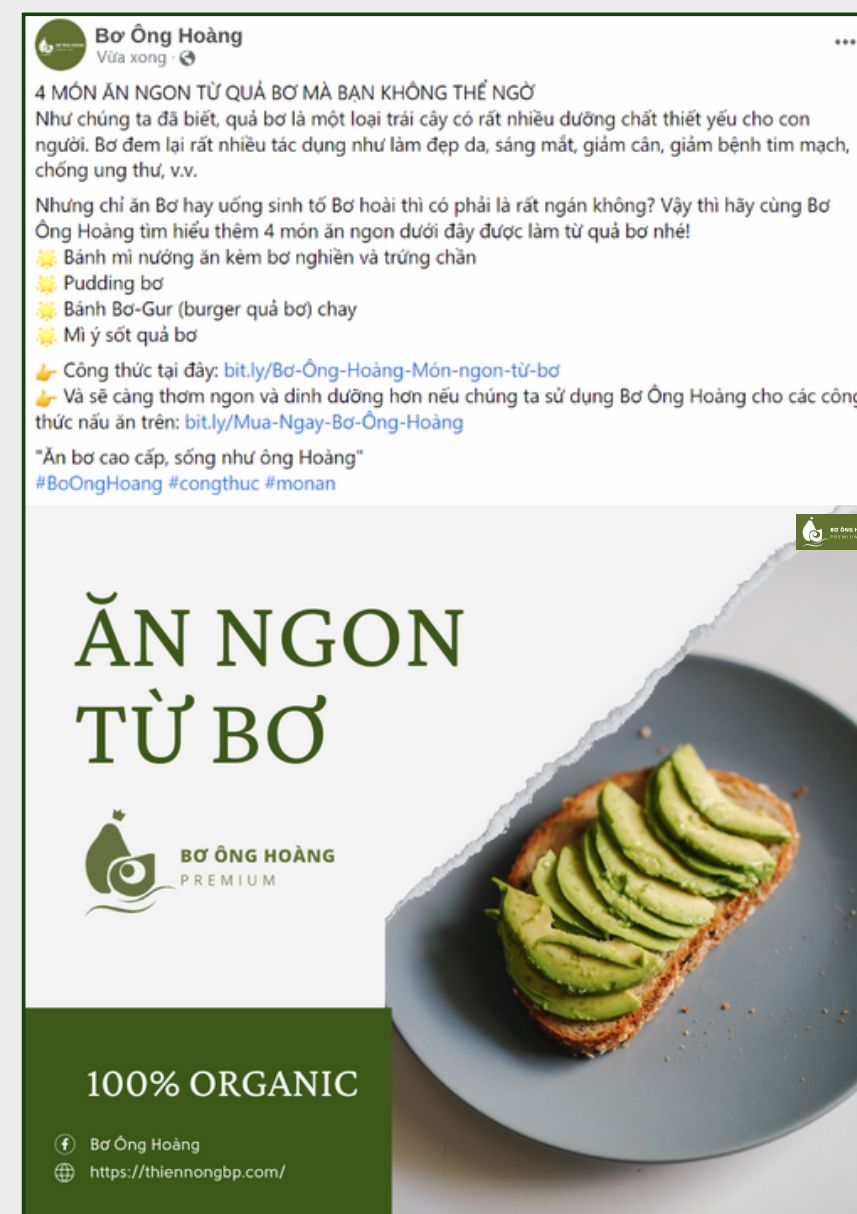 Bơ Ông Hoàng
Vừa xong ·
4 MÓN ĂN NGON TỪ QUẢ BƠ MÀ BẠN KHÔNG THỂ NGỜ
Như chúng ta đã biết, quả bơ là một loại trái cây có rất nhiều dưỡng chất thiết yếu cho con
người. Bơ đem lại rất nhiều tác dụng như làm đẹp da, sáng mắt, giảm cân, giảm bệnh tim mạch,
chống ung thư, v.v.
Nhưng chỉ ăn Bơ hay uống sinh tố Bơ hoài thì có phải là rất ngán không? Vậy thì hãy cùng Bơ
Ông Hoàng tìm hiểu thêm 4 món ăn ngon dưới đây được làm từ quả bơ nhé!
🌟 Bánh mì nướng ăn kèm bơ nghiền và trứng chần
🌟 Pudding bơ
🌟 Bánh Bơ-Gur (burger quả bơ) chay
🌟 Mì ý sốt quả bơ
👉 Công thức tại đây: bit.ly/Bơ-Ông-Hoàng-Món-ngon-từ-bơ
👉 Và sẽ càng thơm ngon và dinh dưỡng hơn nếu chúng ta sử dụng Bơ Ông Hoàng cho các công
thức nấu ăn trên: bit.ly/Mua-Ngay-Bơ-Ông-Hoàng
"Ăn bơ cao cấp, sống như ông Hoàng"
#BoOngHoang #congthuc #monan
ĂN NGON
TỪ BƠ
BƠ ÔNG HOÀNG
PREMIUM
100% ORGANIC
Bơ Ông Hoàng
https://thiennongbp.com/